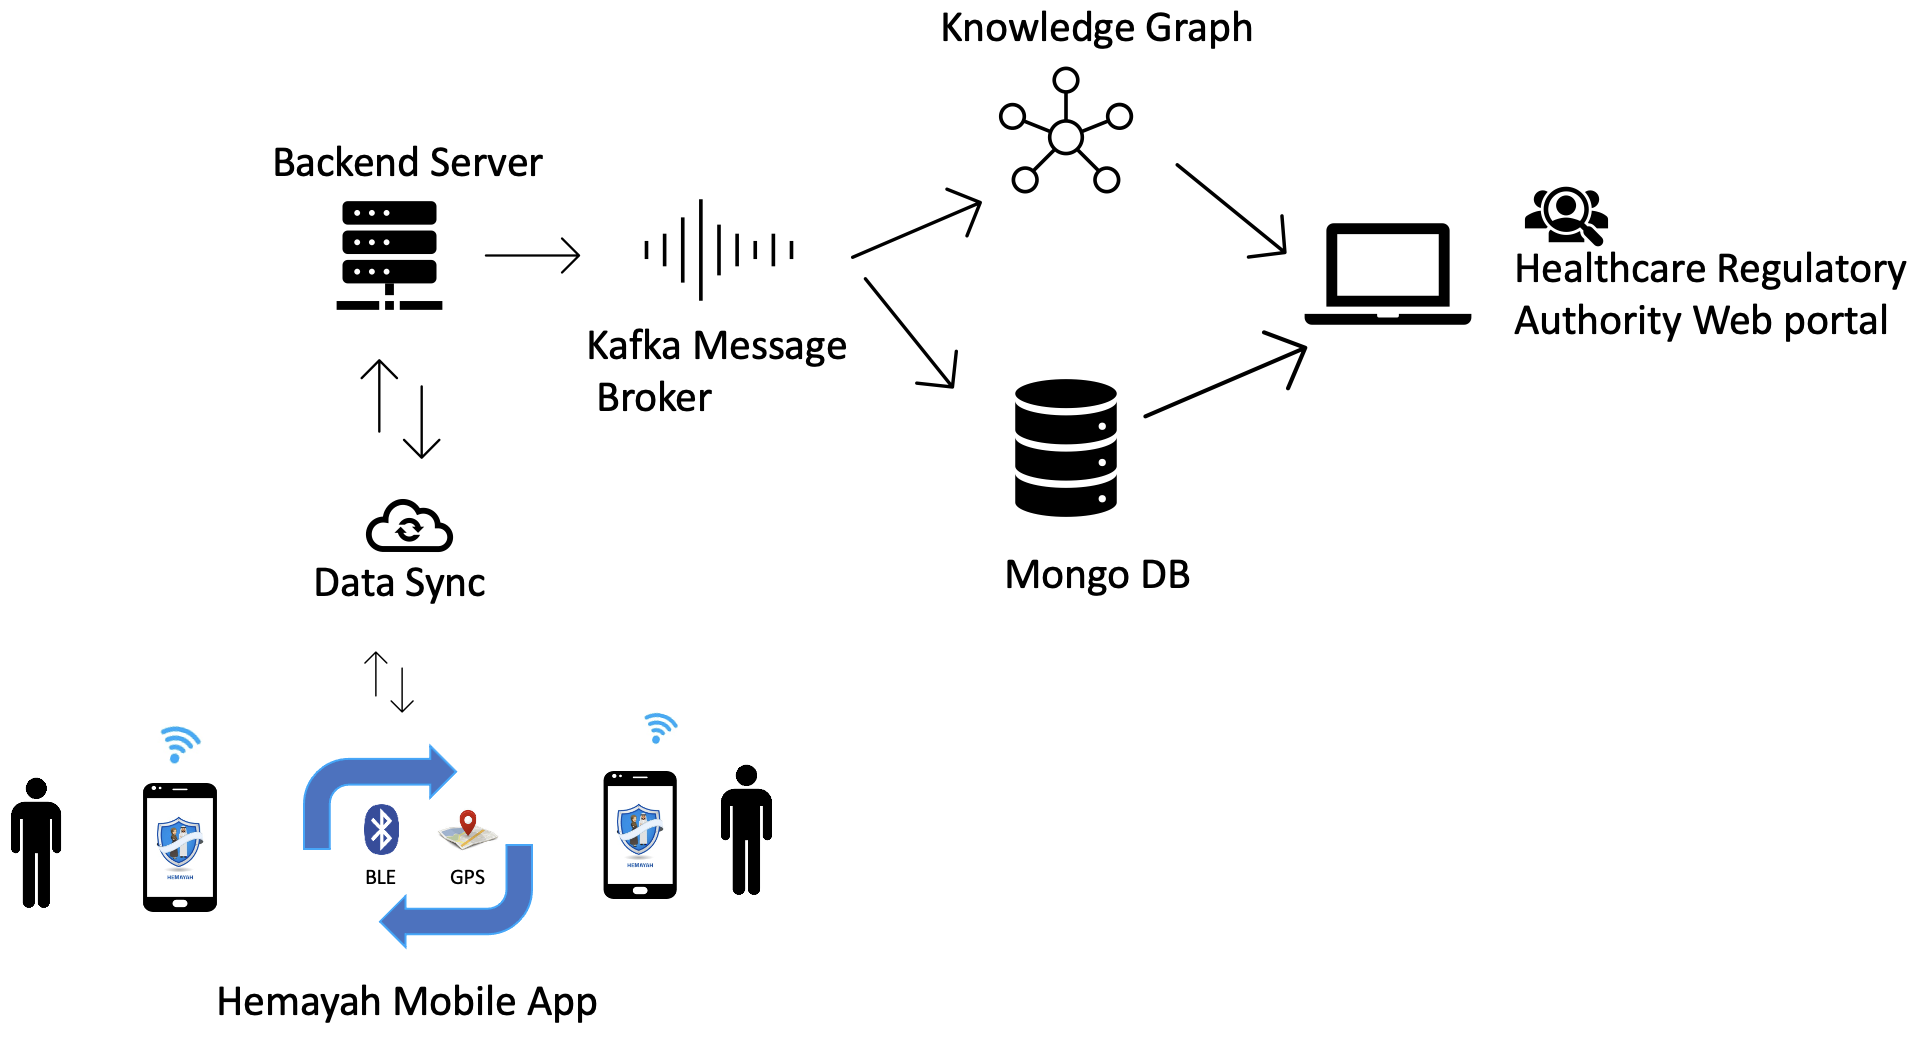 Knowledge Graph
Backend Server
Kafka Message
Broker
Healthcare Regulatory
Authority Web portal
Mongo DB
Data Sync
HEMAYAH
BLE
GPS
HEMAYAH
Hemayah Mobile App